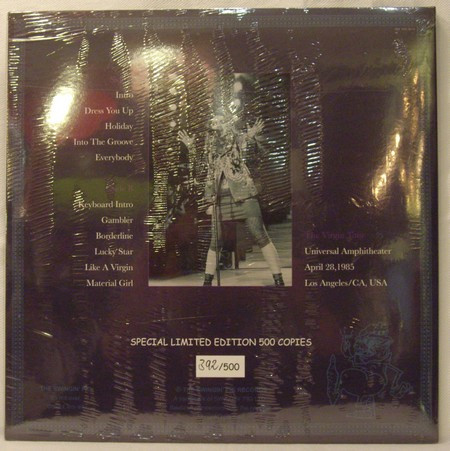 Intro
Dress You Up
Holiday
Into The Groove
Everybody
Keyboard Intro
Gambler
Borderline
Lucky Star
Like A Virgin
Material Girl
Universal Amphitheater
April 28,1985
Los Angeles/CA, USA
SPECIAL LIMITED EDITION 500 COPIES
392/500